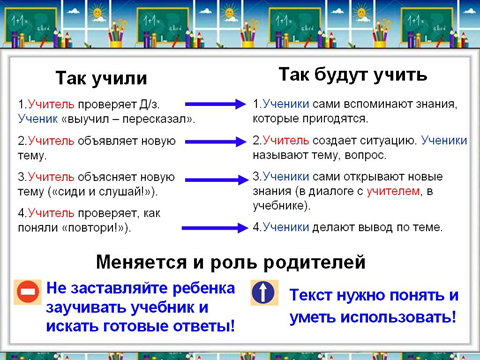 Так учили
Так будут учить
1.Учитель проверяет Д/з.
Ученик «выучил – пересказал».
2.Учитель объявляет новую
тему.
3.Учитель объясняет новую
тему («сиди и слушай!»).
4.Учитель проверяет, как
поняли «повтори!»).
1.Ученики сами вспоминают знания,
которые пригодятся.
2.Учитель создает ситуацию. Ученики
называют тему, вопрос.
3.Ученики сами открывают новые
знания (в диалоге с учителем, в
учебнике).
4.Ученики делают вывод по теме.
Меняется и роль родителей
Не заставляйте ребенка
заучивать учебник и
искать готовые ответы!
Текст нужно понять и
уметь использовать!